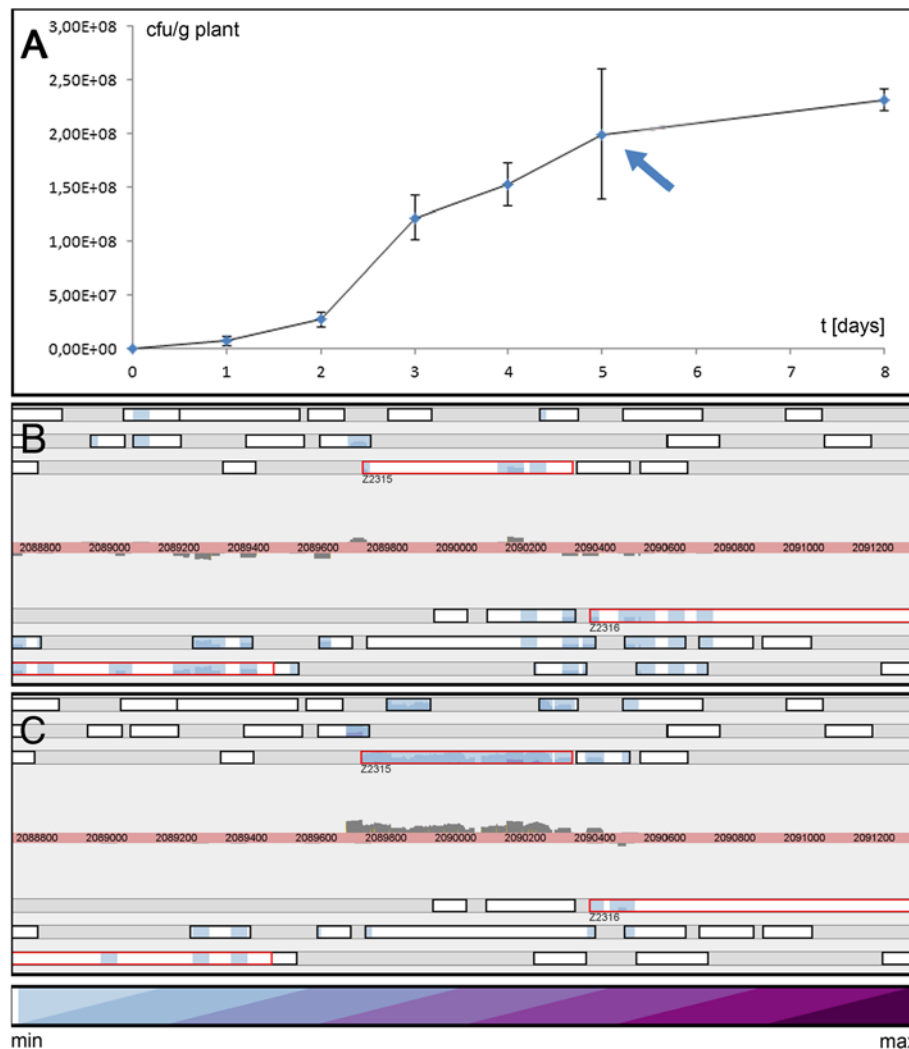 A
cfu/g plant
3,00E+08
2,50E+08
2,00E+08
1,50E+08
1,00E+08
5,00E+07
0,00E+00
t [days]
0 1 2 3 4 5 6 7 8
B
Z2315
2088800 2089000 2089200 2089400 2089600 2089800 2090000 2090200 2090400 2090600 2090800 2091000 2091200
Z2316
C
Z2315
2088800 2089000 2089200 2089400 2089600 2089800 2090000 2090200 2090400 2090600 2090800 2091000 2091200
Z2316
min max